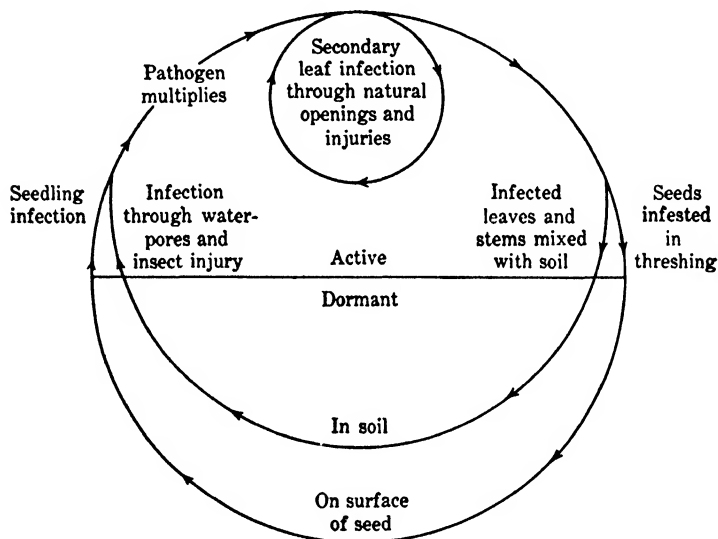 Secondary
leaf infection
through natural
openings and
injuries
Pathogen
multiplies
Seedling
infection
Infection
through water-
pores and
insect injury
Active
Infected
leaves and
stems mixed
with soil
Seeds
infested
in
threshing
Dormant
In soil
On surface
of seed